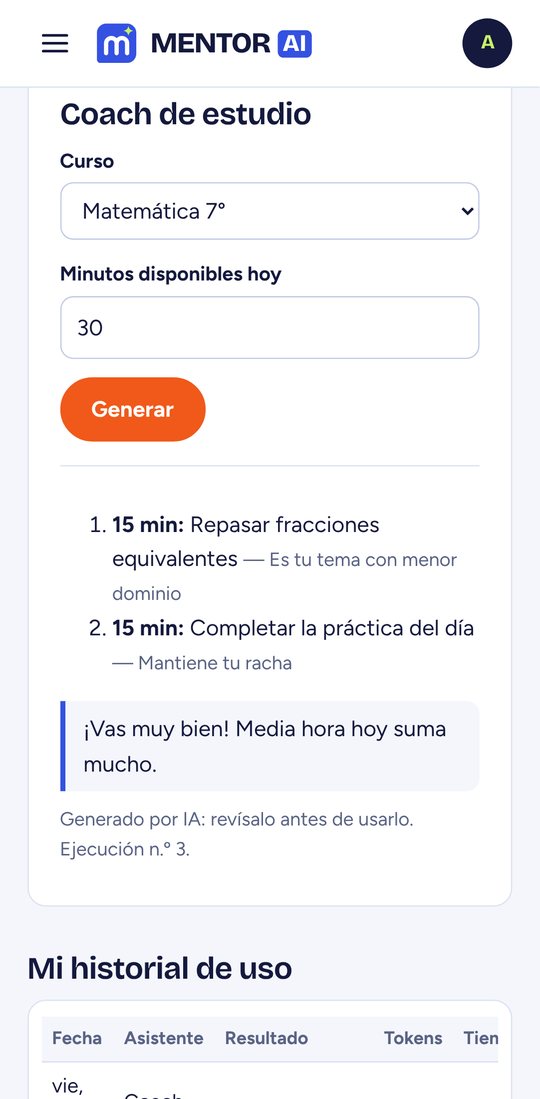 m MENTOR AI
A
Coach de estudio
Curso
Matemática 7°
Minutos disponibles hoy
30
Generar
1. 15 min: Repasar fracciones
equivalentes — Es tu tema con menor
dominio
2. 15 min: Completar la práctica del día
— Mantiene tu racha
¡Vas muy bien! Media hora hoy suma
mucho.
Generado por IA: revísalo antes de usarlo.
Ejecución n.º 3.
Mi historial de uso
Fecha Asistente Resultado Tokens Tien
vie,